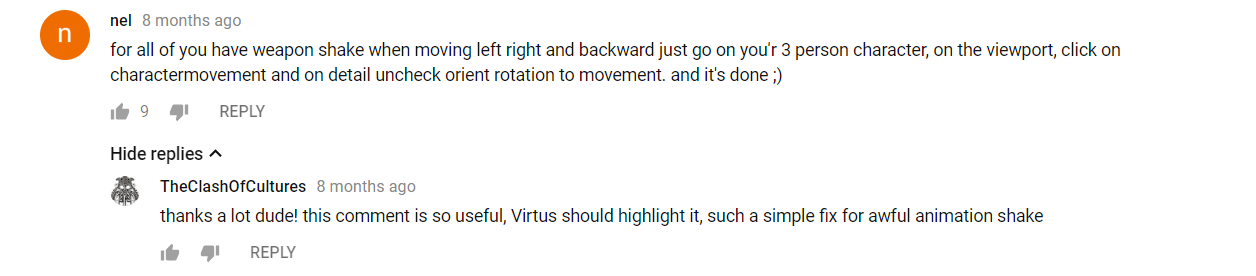 n
nel 8 months ago
for all of you have weapon shake when moving left right and backward just go on you'r 3 person character, on the viewport, click on
charactermovement and on detail uncheck orient rotation to movement. and it's done ;)
9 REPLY
Hide replies
TheClashOfCultures 8 months ago
thanks a lot dude! this comment is so useful, Virtus should highlight it, such a simple fix for awful animation shake
REPLY